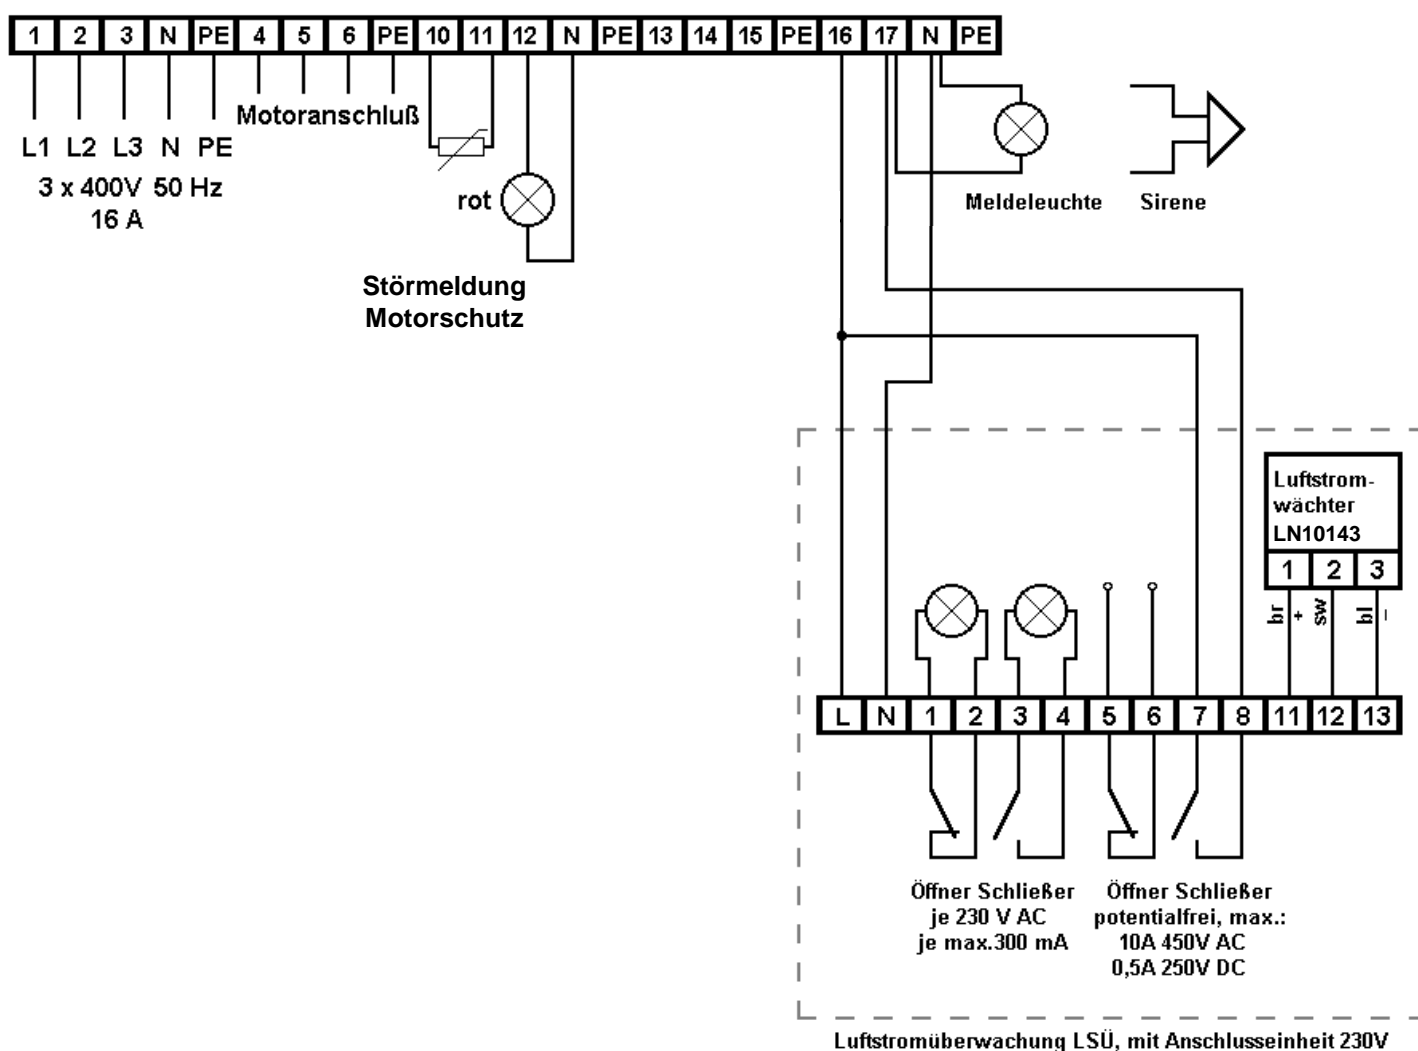 1 2 3 N PE 4 5 6 PE 10 11 12 N PE 13 14 15 PE 16 17 N PE
Motoranschluß
L1 L2 L3 N PE
3 x 400V 50 Hz
16 A
rot
Störmeldung
Motorschutz
Meldeleuchte Sirene
Luftstrom-
wächter
LN10143
1 2 3
br + sw bl –
L N 1 2 3 4 5 6 7 8 11 12 13
Öffner Schließer
je 230 V AC
je max.300 mA
Öffner Schließer
potentialfrei, max.:
10A 450V AC
0,5A 250V DC
Luftstromüberwachung LSÜ, mit Anschlusseinheit 230V